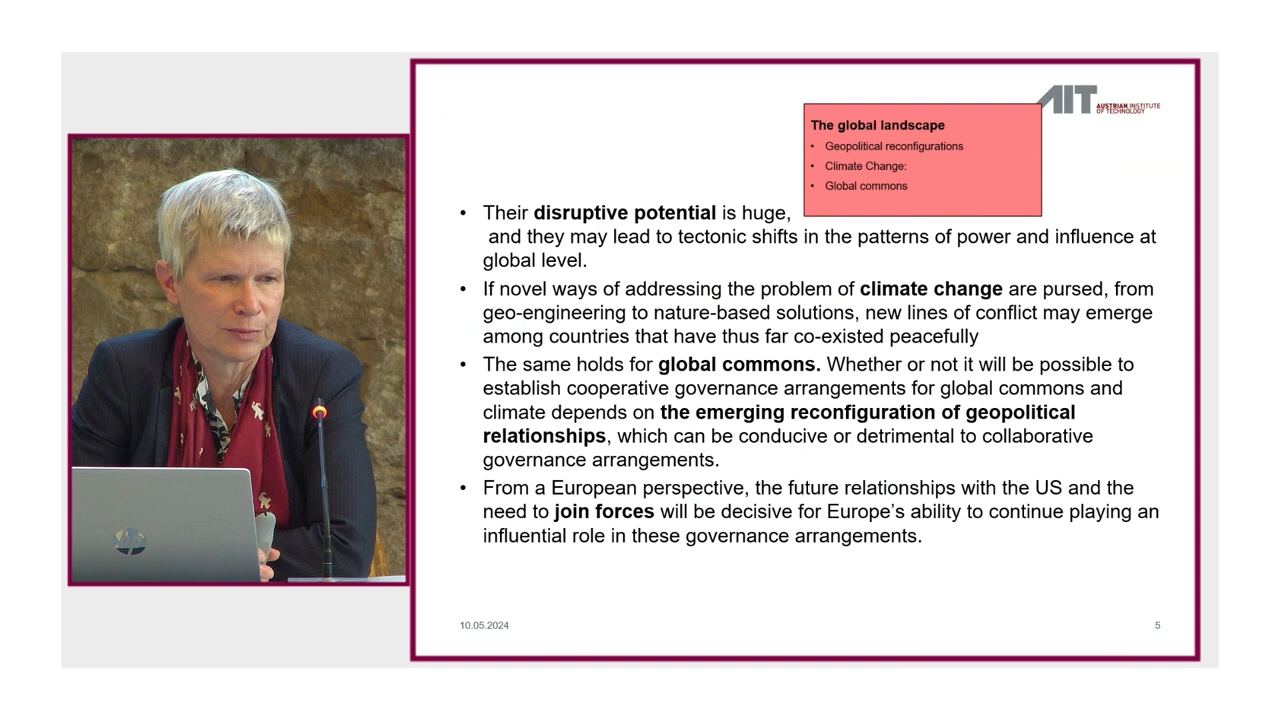 AIT AUSTRIAN INSTITUTE
OF TECHNOLOGY
The global landscape
• Geopolitical reconfigurations
• Climate Change:
• Global commons
• Their disruptive potential is huge,
and they may lead to tectonic shifts in the patterns of power and influence at
global level.
• If novel ways of addressing the problem of climate change are pursed, from
geo-engineering to nature-based solutions, new lines of conflict may emerge
among countries that have thus far co-existed peacefully
• The same holds for global commons. Whether or not it will be possible to
establish cooperative governance arrangements for global commons and
climate depends on the emerging reconfiguration of geopolitical
relationships, which can be conducive or detrimental to collaborative
governance arrangements.
• From a European perspective, the future relationships with the US and the
need to join forces will be decisive for Europe’s ability to continue playing an
influential role in these governance arrangements.
10.05.2024
5
hp